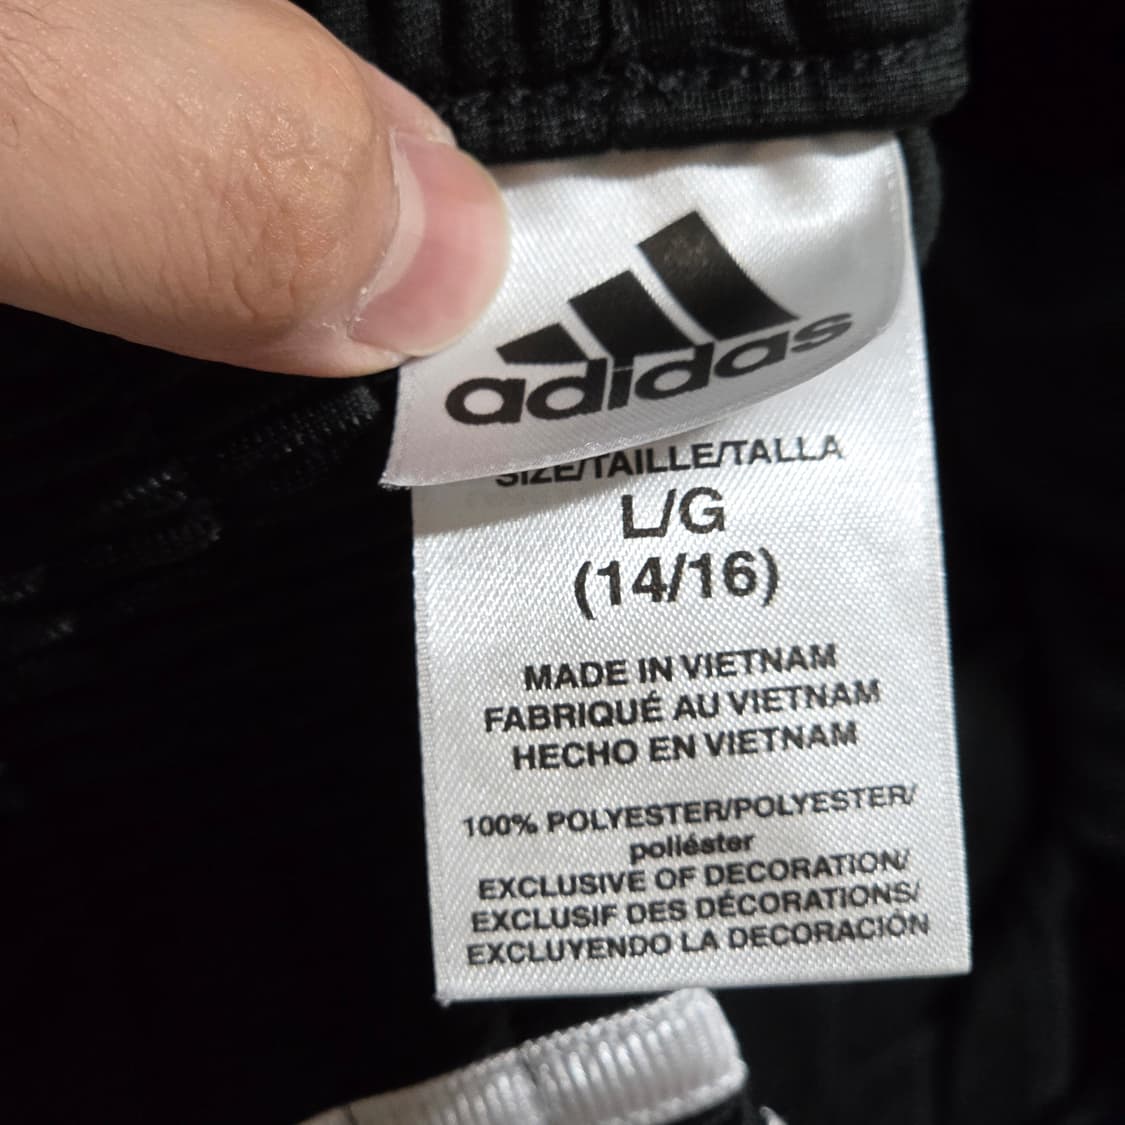 adidas
SIZE/TAILLE/TALLA
L/G
(14/16)
MADE IN VIETNAM
FABRIQUÉ AU VIETNAM
HECHO EN VIETNAM
100% POLYESTER/POLYESTER/
poliéster
EXCLUSIVE OF DECORATION/
EXCLUSIF DES DÉCORATIONS/
EXCLUYENDO LA DECORACIÓN